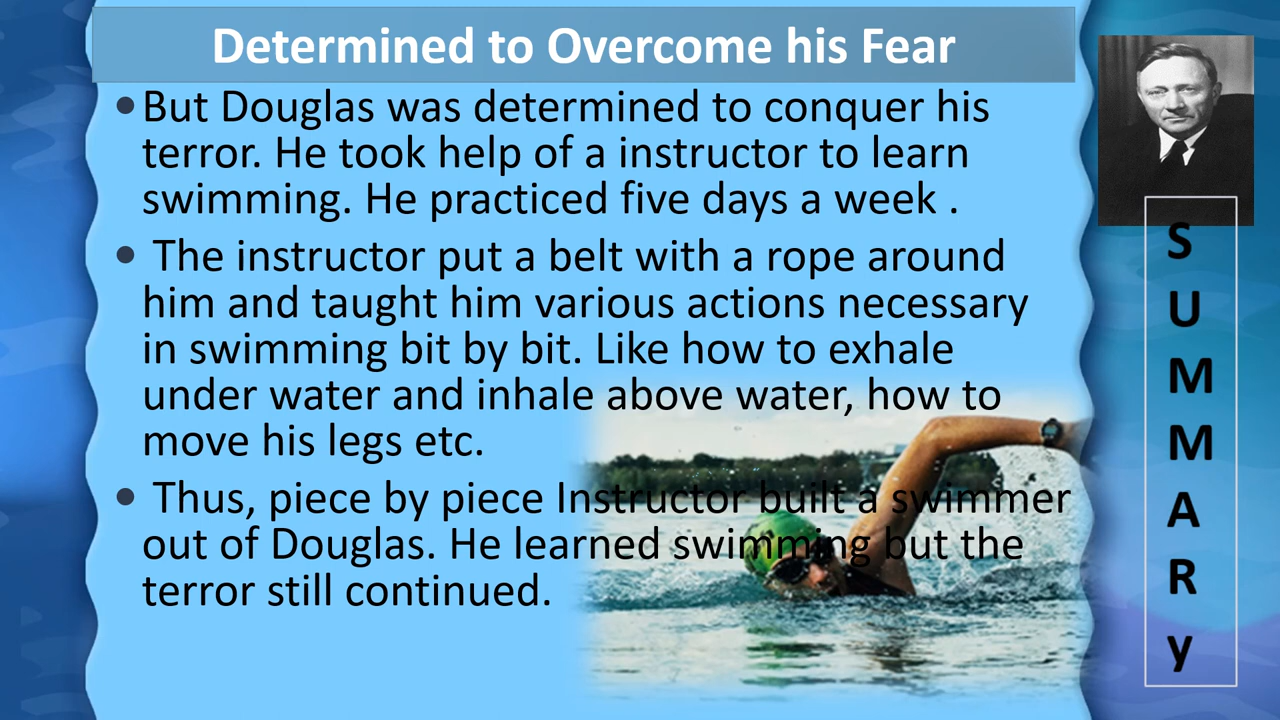 Determined to Overcome his Fear
•But Douglas was determined to conquer his
terror. He took help of a instructor to learn
swimming. He practiced five days a week .
• The instructor put a belt with a rope around
him and taught him various actions necessary
in swimming bit by bit. Like how to exhale
under water and inhale above water, how to
move his legs etc.
• Thus, piece by piece Instructor built a swimmer
out of Douglas. He learned swimming but the
terror still continued.
S
U
M
M
A
R
y